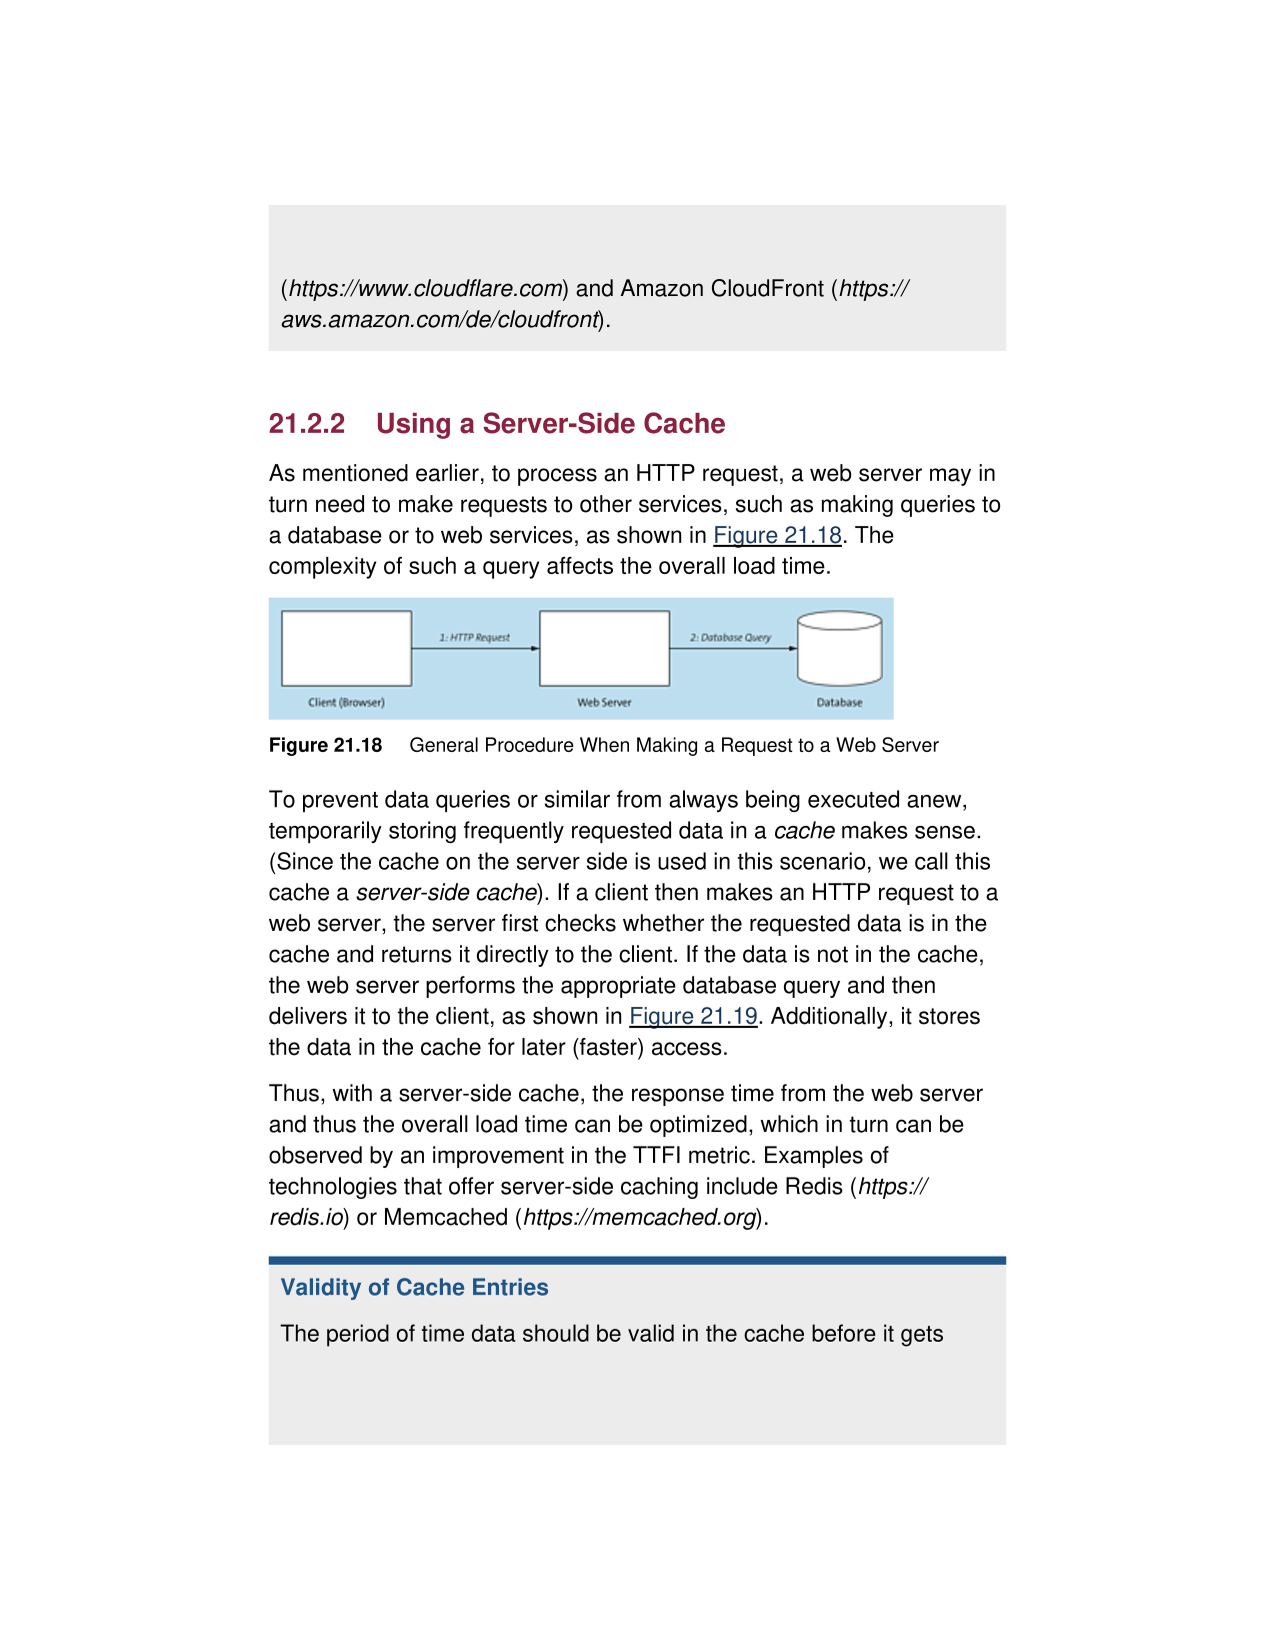 (https://www.cloudflare.com) and Amazon CloudFront (https://
aws.amazon.com/de/cloudfront).
21.2.2 Using a Server-Side Cache
As mentioned earlier, to process an HTTP request, a web server may in
turn need to make requests to other services, such as making queries to
a database or to web services, as shown in Figure 21.18. The
complexity of such a query affects the overall load time.
1: HTTP Request
2: Database Query
Client (Browser)
Web Server
Database
Figure 21.18 General Procedure When Making a Request to a Web Server
To prevent data queries or similar from always being executed anew,
temporarily storing frequently requested data in a cache makes sense.
(Since the cache on the server side is used in this scenario, we call this
cache a server-side cache). If a client then makes an HTTP request to a
web server, the server first checks whether the requested data is in the
cache and returns it directly to the client. If the data is not in the cache,
the web server performs the appropriate database query and then
delivers it to the client, as shown in Figure 21.19. Additionally, it stores
the data in the cache for later (faster) access.
Thus, with a server-side cache, the response time from the web server
and thus the overall load time can be optimized, which in turn can be
observed by an improvement in the TTFI metric. Examples of
technologies that offer server-side caching include Redis (https://
redis.io) or Memcached (https://memcached.org).
Validity of Cache Entries
The period of time data should be valid in the cache before it gets